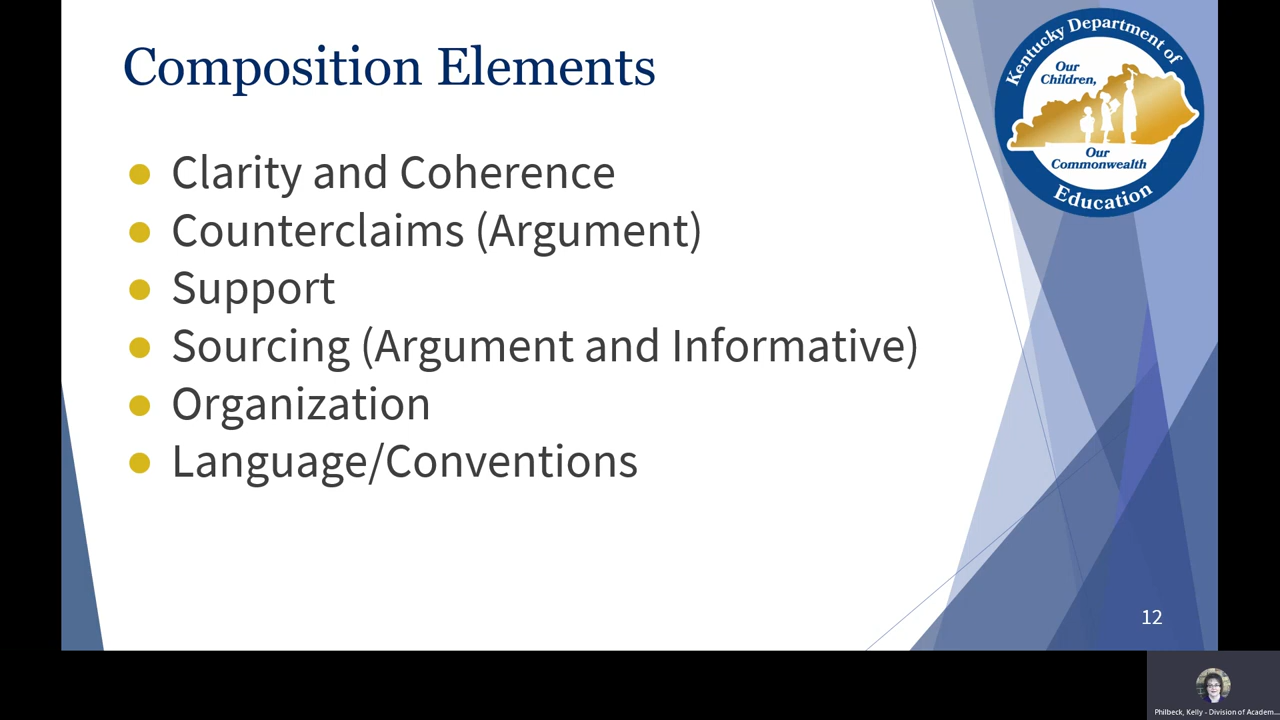 Composition Elements
Kentucky Department of
Our
Children,
Our
Commonwealth
Education
Clarity and Coherence
Counterclaims (Argument)
Support
Sourcing (Argument and Informative)
Organization
Language/Conventions
12
Philbeck, Kelly - Division of Academ...